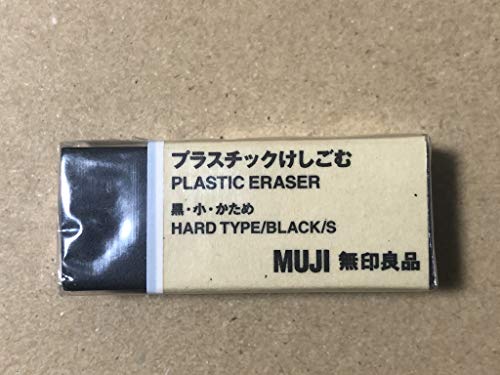 プラスチックけしごむ
PLASTIC ERASER
黒・小・かため
HARD TYPE/BLACK/S
MUJI 無印良品